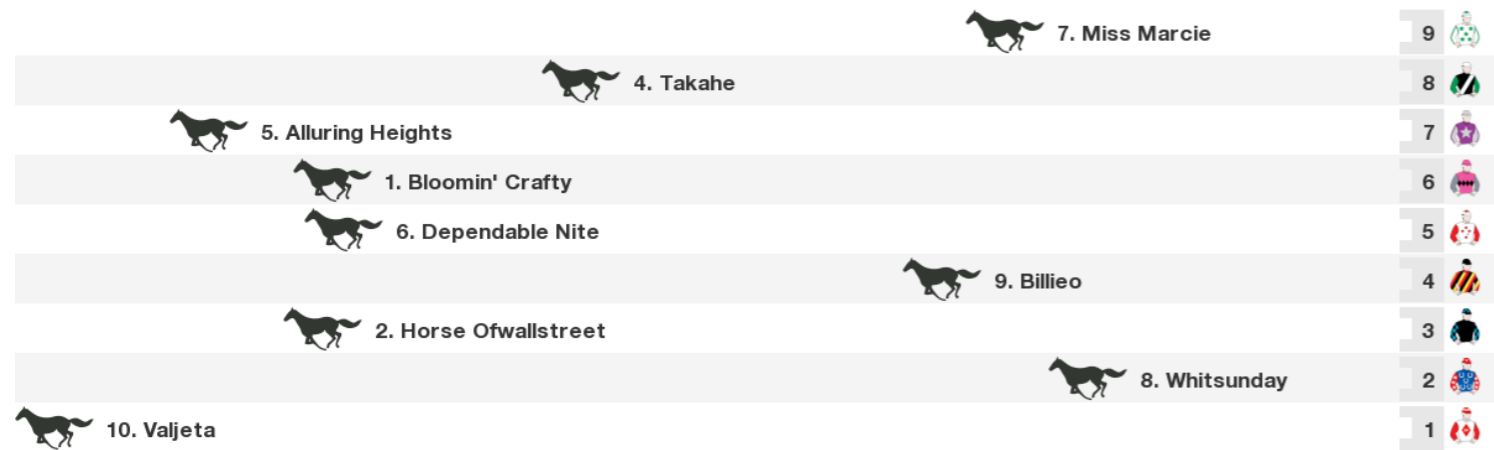 7. Miss Marcie 9
4. Takahe 8
5. Alluring Heights 7
1. Bloomin' Crafty 6
6. Dependable Nite 5
9. Billieo 4
2. Horse Ofwallstreet 3
8. Whitsunday 2
10. Valjeta 1